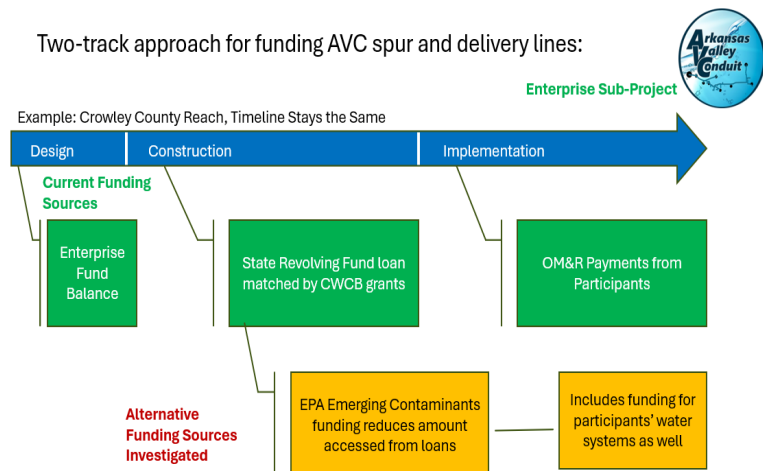 Two-track approach for funding AVC spur and delivery lines:
Arkansas
Valley
Conduit
Enterprise Sub-Project
Example: Crowley County Reach, Timeline Stays the Same
Design
Construction
Implementation
Current Funding
Sources
Enterprise
Fund
Balance
State Revolving Fund loan
matched by CWCB grants
OM&R Payments from
Participants
Alternative
Funding Sources
Investigated
EPA Emerging Contaminants
funding reduces amount
accessed from loans
Includes funding for
participants’ water
systems as well